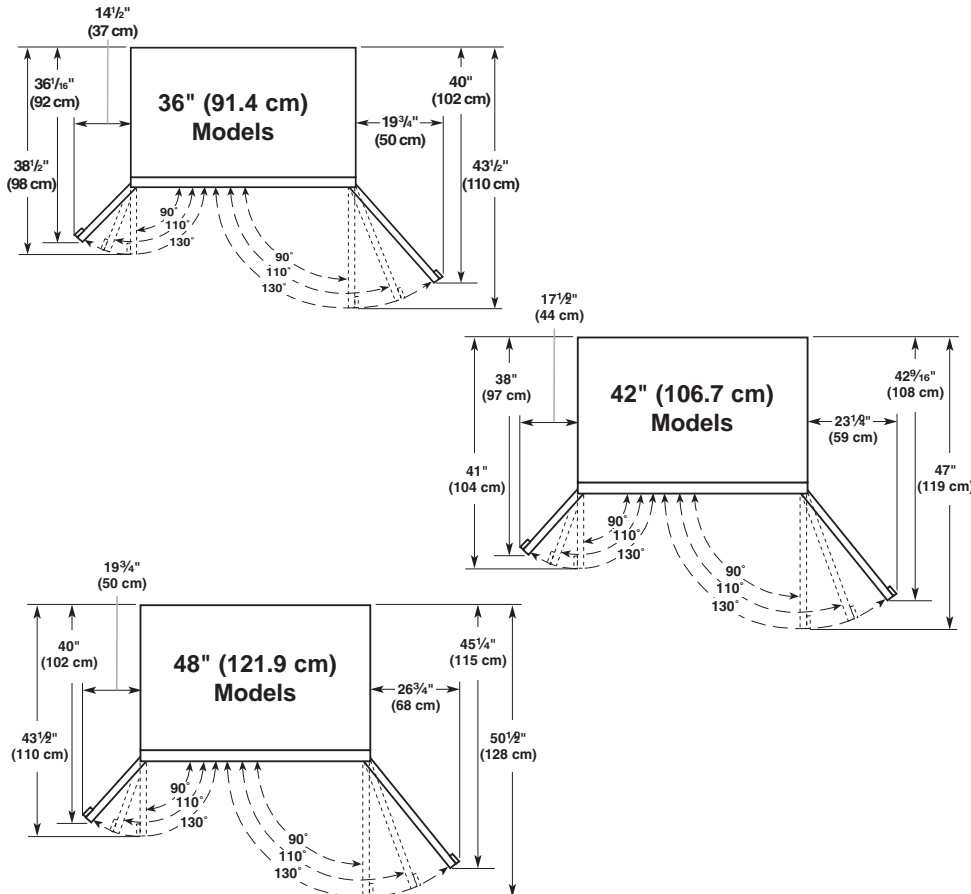 14½"
(37 cm)
36¹/₁₆"
(92 cm)
38½"
(98 cm)
36" (91.4 cm)
Models
19¾"
(50 cm)
40"
(102 cm)
43½"
(110 cm)
90°
110°
130°
90°
110°
130°
17½"
(44 cm)
38"
(97 cm)
41"
(104 cm)
42" (106.7 cm)
Models
23¼"
(59 cm)
42⁹/₁₆"
(108 cm)
47"
(119 cm)
90°
110°
130°
90°
110°
130°
19¾"
(50 cm)
40"
(102 cm)
43½"
(110 cm)
48" (121.9 cm)
Models
26¾"
(68 cm)
45¼"
(115 cm)
50½"
(128 cm)
90°
110°
130°
90°
110°
130°